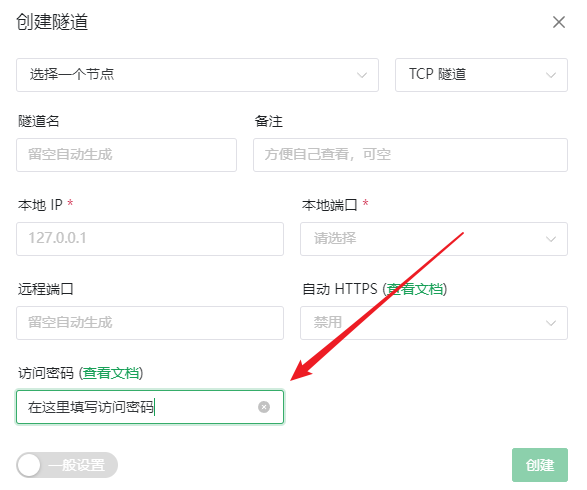 创建隧道
选择一个节点 TCP 隧道
隧道名 备注
留空自动生成 方便自己查看，可空
本地 IP * 本地端口 *
127.0.0.1 请选择
远程端口 自动 HTTPS (查看文档)
留空自动生成 禁用
访问密码 (查看文档)
在这里填写访问密码
一般设置 创建